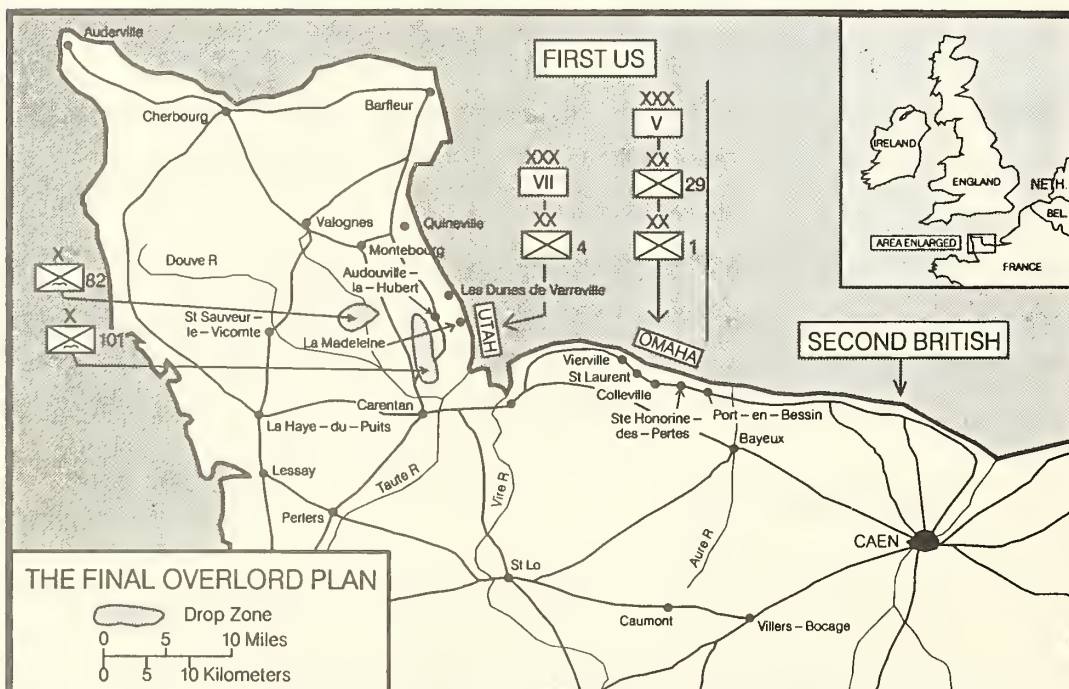 Auderville
Cherbourg
Barfleur
FIRST US
XXX
VII
XX
4
XXX
V
XX
29
XX
1
IRELAND
ENGLAND
NETH.
BEL.
AREA ENLARGED
FRANCE
Valognes
Quineville
Montebourg
Douve R
Audouville-
la-Hubert
Les Dunes de Varreville
X
82
X
101
St Sauveur-
le-Vicomte
La Madeleine
UTAH
OMAHA
SECOND BRITISH
Vierville
St Laurent
Colleville
Ste Honorine-
des-Pertes
Port-en-Bessin
Bayeux
Carentan
La Haye-du-Puits
Lessay
Taute R
Vire R
Periers
Aure R
CAEN
St Lo
Caumont
Villers-Bocage
THE FINAL OVERLORD PLAN
Drop Zone
0 5 10 Miles
0 5 10 Kilometers